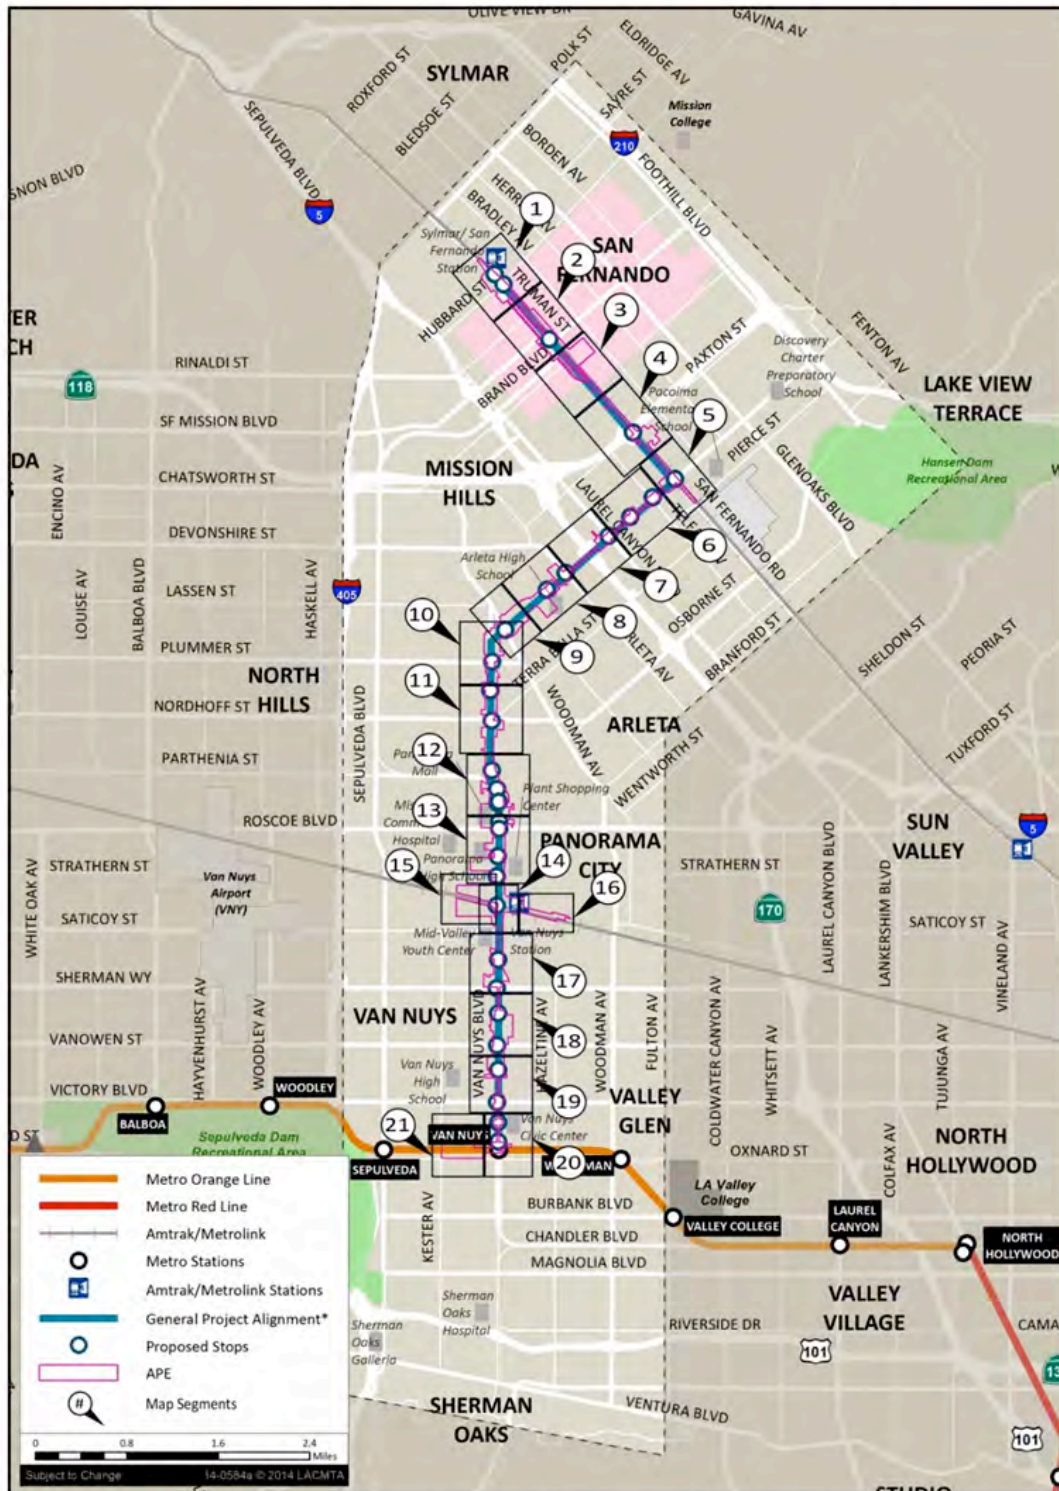 OLIVE VIEW DR
GAVINA AV
POLK ST
ELDRIDGE AV
SYLMAR
ROXFORD ST
SAYRE ST
BLEDSOE ST
Mission
College
SEPULVEDA BLVD
BORDEN AV
210
FOOTHILL BLVD
5
BRADLEY AV
1
Sylmar/ San
Fernando
Station
SAN
FERNANDO
2
TRUMAN ST
HUBBARD ST
3
FENTON AV
RINALDI ST
118
BRAND BLVD
4
PAXTON ST
Discovery
Charter
Preparatory
School
LAKE VIEW
TERRACE
SF MISSION BLVD
Pacoima
School
5
PIERCE ST
GLENOAKS BLVD
Hansen Dam
Recreational Area
MISSION
HILLS
CHATSWORTH ST
ENCINO AV
LAUREL CANYON
SAN FERNANDO RD
6
DEVONSHIRE ST
Arleta High
School
7
LASSEN ST
LOUISE AV
BALBOA BLVD
HASKELL AV
405
10
8
OSBORNE ST
BRANFORD ST
SHELDON ST
PEORIA ST
PLUMMER ST
9
NORTH
HILLS
11
WOODMAN AV
NORDHOFF ST
ARLETA
TUXFORD ST
PARTHENIA ST
SEPULVEDA BLVD
12
Mall
WENTWORTH ST
Plant Shopping
Center
13
ROSCOE BLVD
Hospital
PANORAMA
CITY
SUN
VALLEY
5
STRATHERN ST
Panorama
14
STRATHERN ST
15
16
WHITE OAK AV
Van Nuys
Airport
(VNY)
170
LAUREL CANYON BLVD
LANKERSHIM BLVD
SATICOY ST
SATICOY ST
VINELAND AV
Mid-Valley
Youth Center
Van Nuys
Station
SHERMAN WY
17
HAYVENHURST AV
WOODLEY AV
VAN NUYS
VAN NUYS BLVD
HAZELTINE AV
WOODMAN AV
FULTON AV
COLDWATER CANYON AV
WHITSETT AV
TUJUNGA AV
VANOWEN ST
18
Van Nuys
High
School
VICTORY BLVD
WOODLEY
19
VALLEY
GLEN
BALBOA
21
VAN NUYS
Van Nuys
Civic Center
Sepulveda Dam
Recreational Area
SEPULVEDA
20
OXNARD ST
COLFAX AV
NORTH
HOLLYWOOD
Metro Orange Line
Metro Red Line
Amtrak/Metrolink
Metro Stations
Amtrak/Metrolink Stations
General Project Alignment*
Proposed Stops
APE
#
Map Segments
0
0.8
1.6
2.4
Miles
Subject to Change
14-0584a © 2014 LACMTA
LA Valley
College
KESTER AV
BURBANK BLVD
VALLEY COLLEGE
LAUREL
CANYON
NORTH
HOLLYWOOD
CHANDLER BLVD
MAGNOLIA BLVD
Sherman
Oaks
Hospital
VALLEY
VILLAGE
Sherman
Oaks
Galleria
RIVERSIDE DR
101
SHERMAN
OAKS
VENTURA BLVD
101